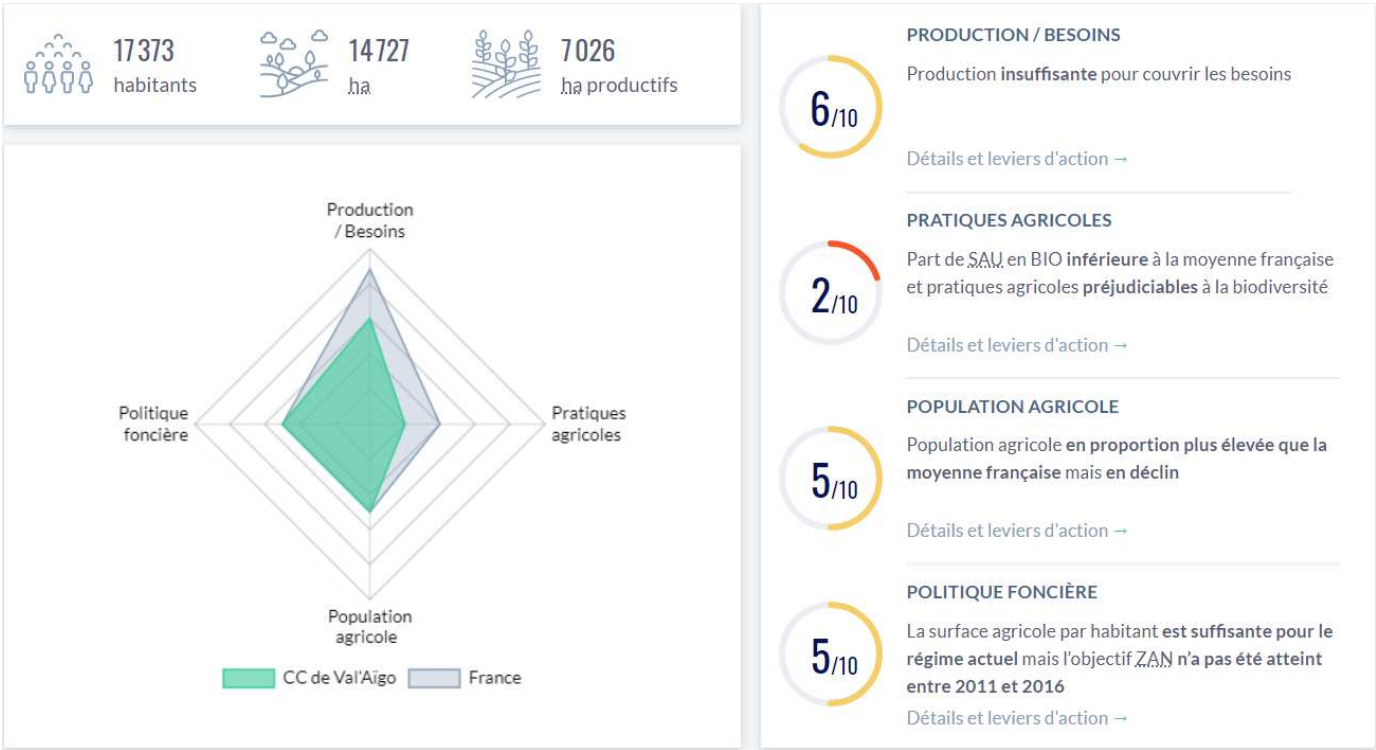 17 373
habitants
14 727
ha
7 026
ha productifs
Production
/ Besoins
Politique
foncière
Pratiques
agricoles
Population
agricole
CC de Val'Aïgo
France
PRODUCTION / BESOINS
Production insuffisante pour couvrir les besoins
6/10
Détails et leviers d'action →
PRATIQUES AGRICOLES
Part de SAU en BIO inférieure à la moyenne française
et pratiques agricoles préjudiciables à la biodiversité
2/10
Détails et leviers d'action →
POPULATION AGRICOLE
Population agricole en proportion plus élevée que la
moyenne française mais en déclin
5/10
Détails et leviers d'action →
POLITIQUE FONCIÈRE
La surface agricole par habitant est suffisante pour le
régime actuel mais l'objectif ZAN n'a pas été atteint
entre 2011 et 2016
5/10
Détails et leviers d'action →